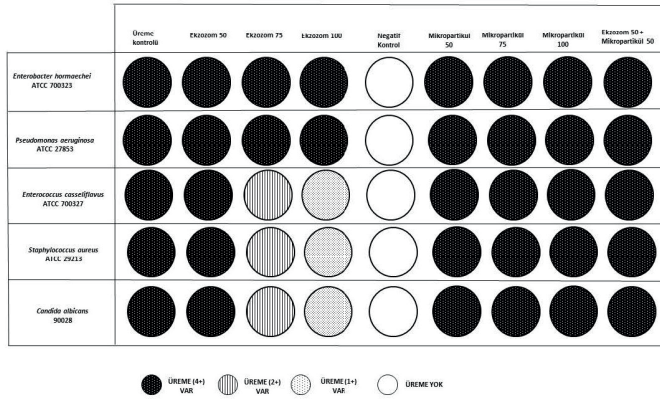 Üreme
kontrolü
Ekzozom 50
Ekzozom 75
Ekzozom 100
Negatif
Kontrol
Mikropartikül
50
Mikropartikül
75
Mikropartikül
100
Ekzozom 50 +
Mikropartikül 50
Enterobacter hormaechei
ATCC 700323
Pseudomonas aeruginosa
ATCC 27853
Enterococcus casseliflavus
ATCC 700327
Staphylococcus aureus
ATCC 29213
Candida albicans
90028
ÜREME (4+)
VAR
ÜREME (2+)
VAR
ÜREME (1+)
VAR
ÜREME YOK